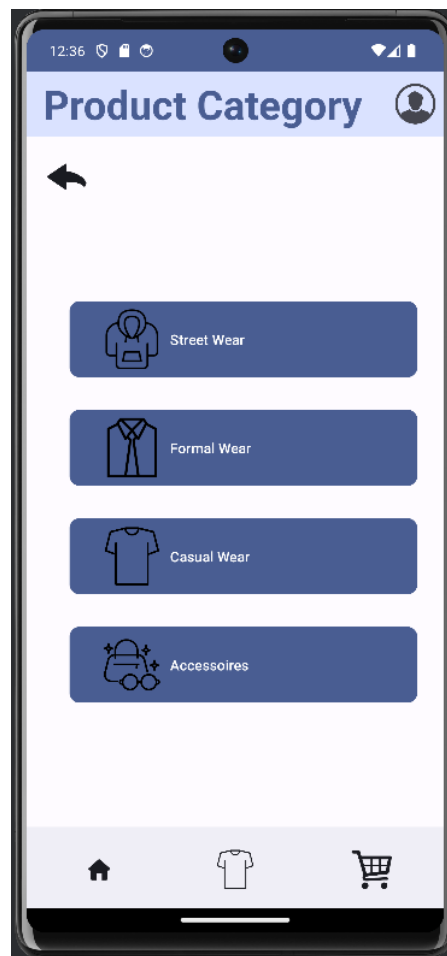 12:36
Product Category
Street Wear
Formal Wear
Casual Wear
Accessoires